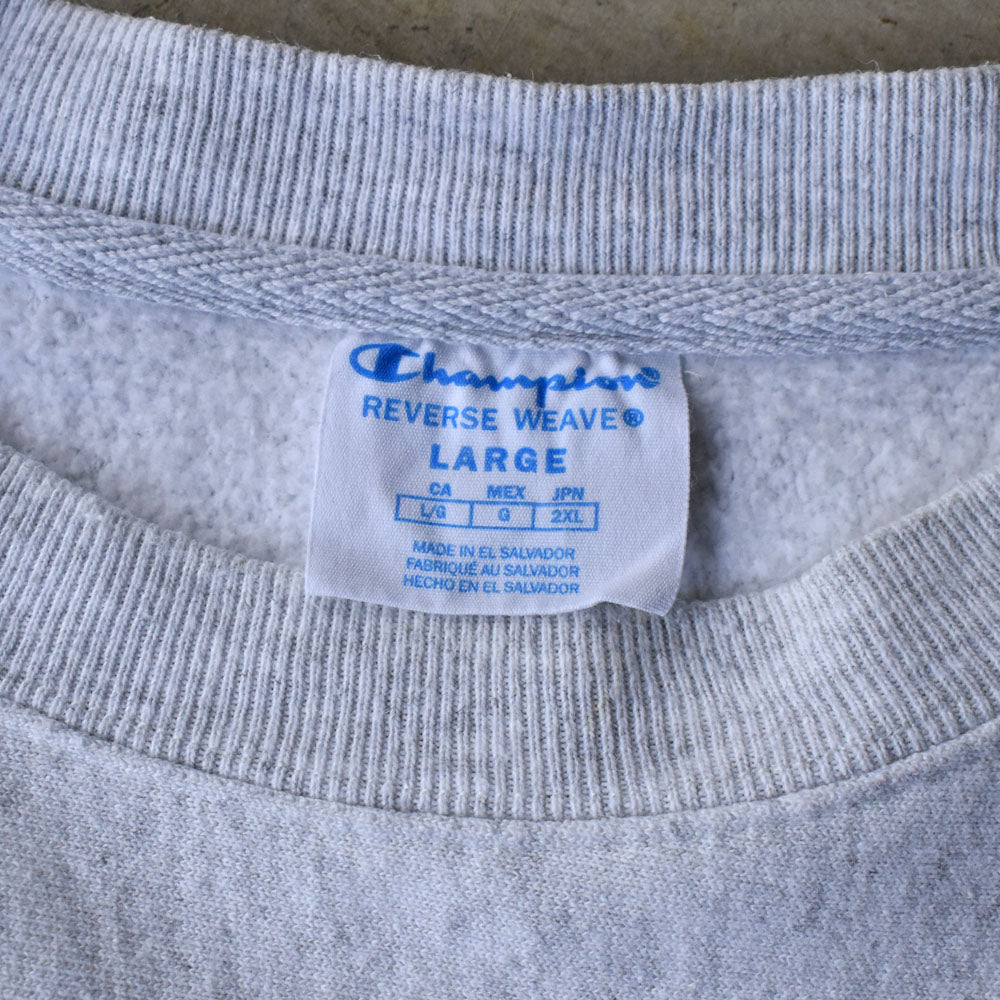 Champion®
REVERSE WEAVE®
LARGE
CA MEX JPN
L/G G 2XL
MADE IN EL SALVADOR
FABRIQUÉ AU SALVADOR
HECHO EN EL SALVADOR